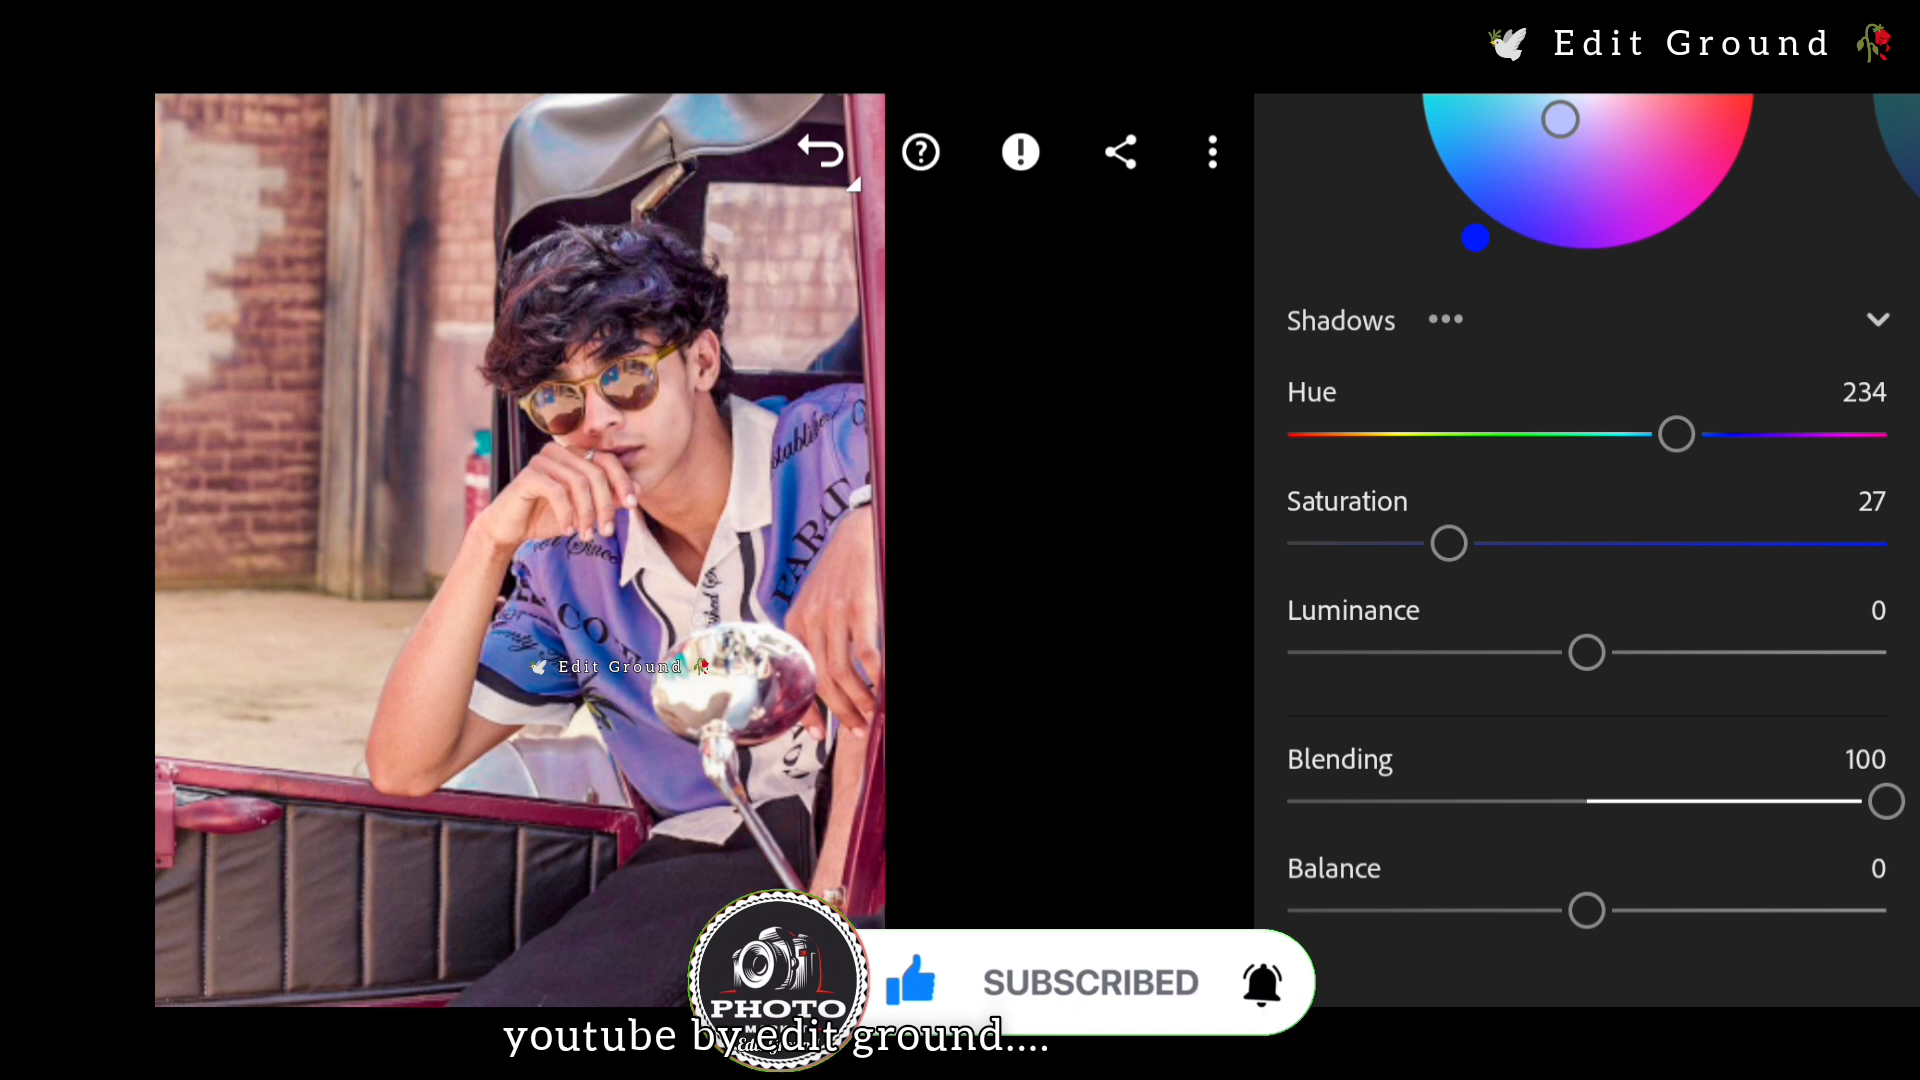 🕊 Edit Ground 🥀
Shadows
Hue 234
Saturation 27
Luminance 0
Blending 100
Balance 0
🕊 Edit Ground 🥀
SUBSCRIBED
PHOTO
youtube by edit ground....